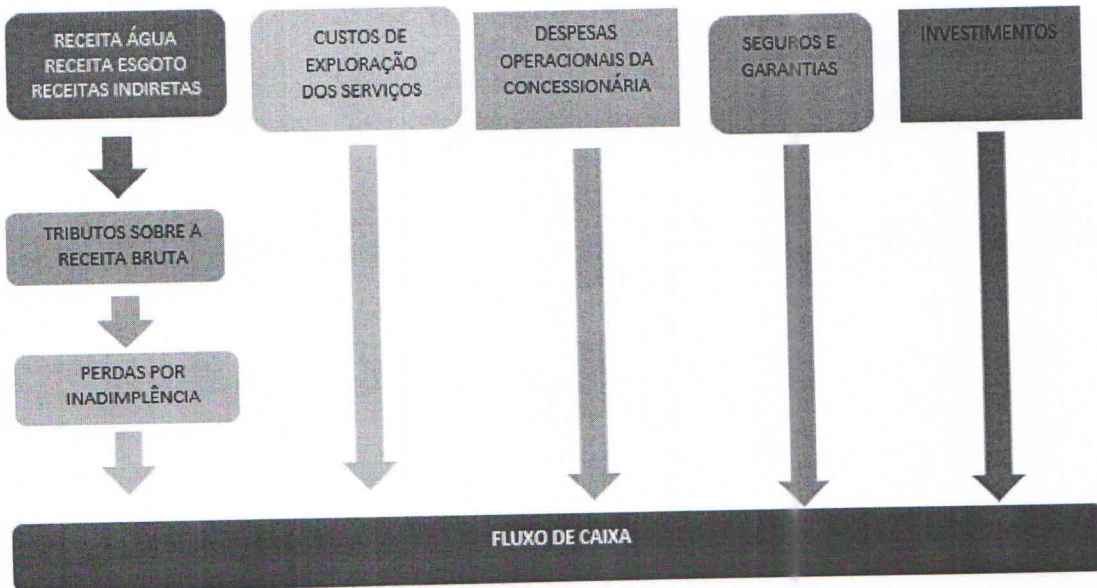 RECEITA ÁGUA
RECEITA ESGOTO
RECEITAS INDIRETAS
CUSTOS DE
EXPLORAÇÃO
DOS SERVIÇOS
DESPESAS
OPERACIONAIS DA
CONCESSIONÁRIA
SEGUROS E
GARANTIAS
INVESTIMENTOS
TRIBUTOS SOBRE A
RECEITA BRUTA
PERDAS POR
INADIMPLÊNCIA
FLUXO DE CAIXA